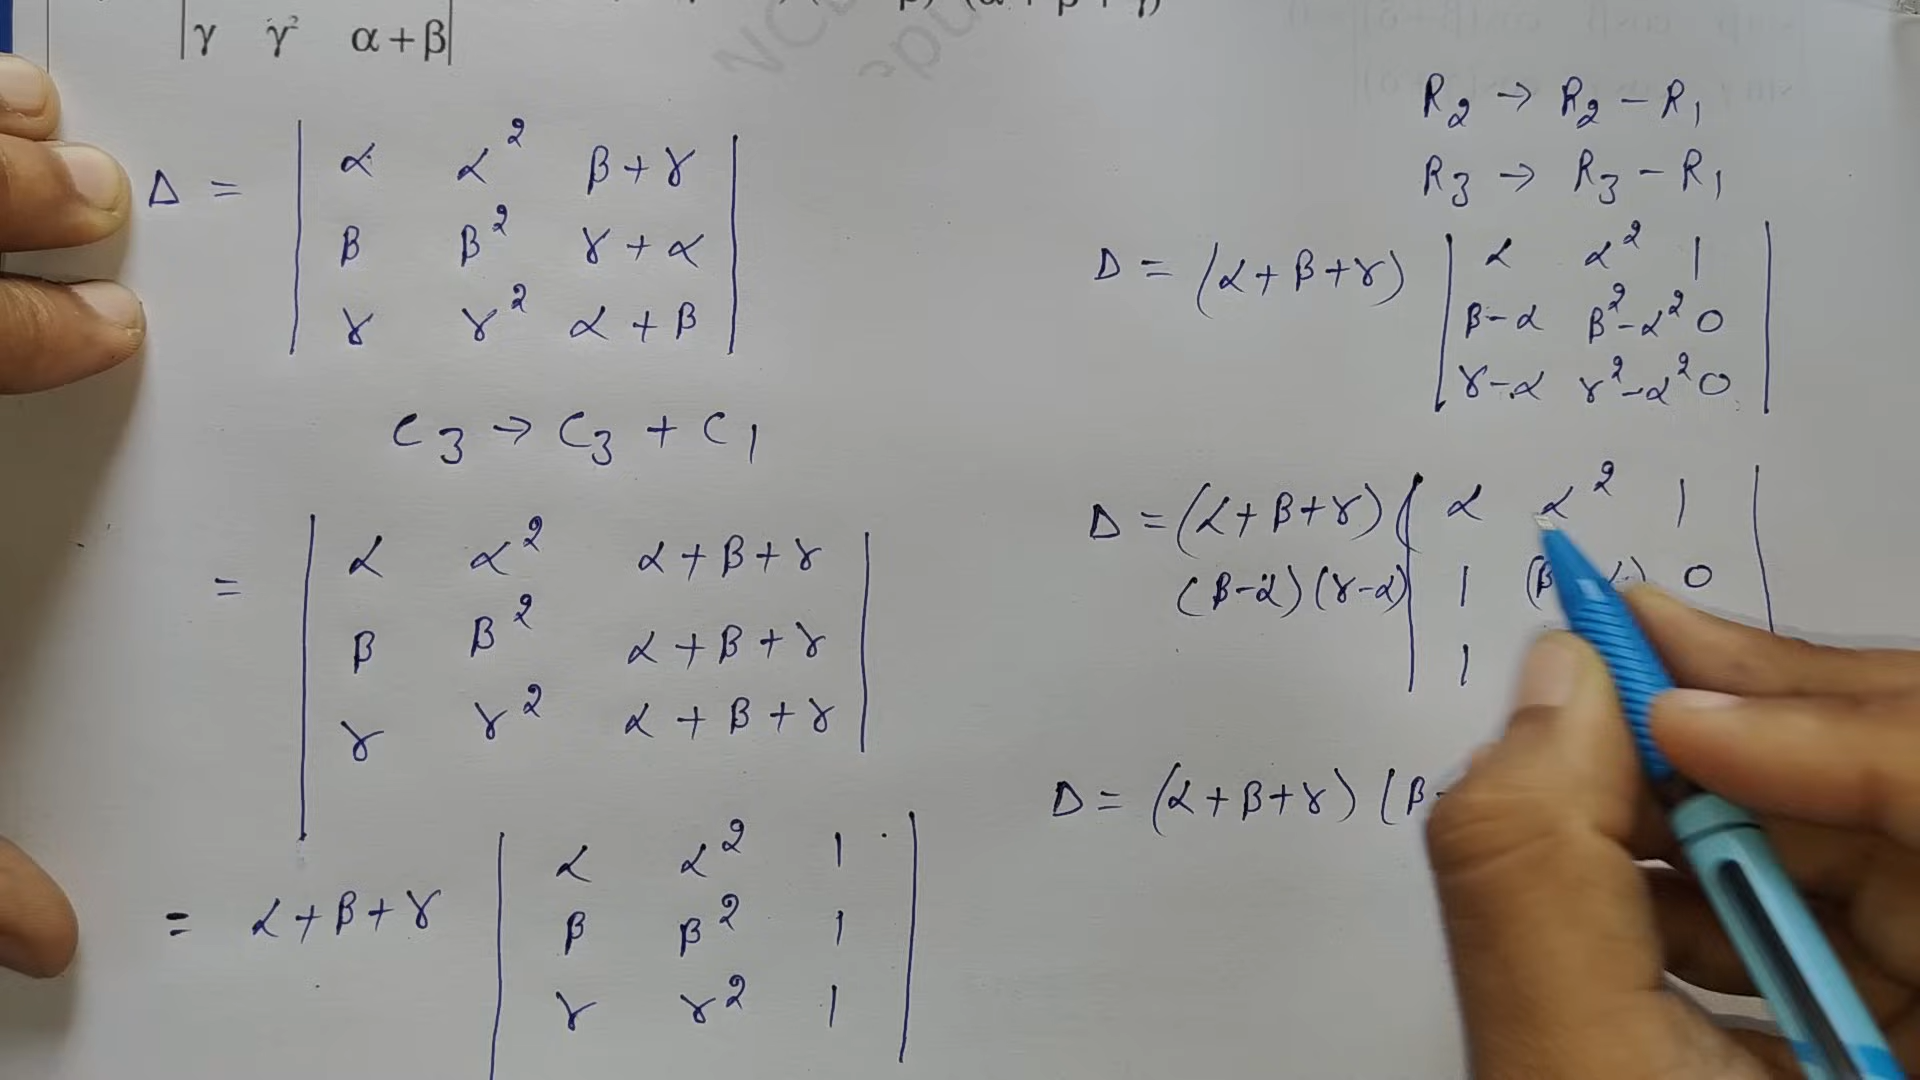 |γ γ² α+β|
Δ = | α α² β+γ |
| β β² γ+α |
| γ γ² α+β |
C3 → C3 + C1
= | α α² α+β+γ |
| β β² α+β+γ |
| γ γ² α+β+γ |
= α+β+γ | α α² 1 |
| β β² 1 |
| γ γ² 1 |
R2 → R2 − R1
R3 → R3 − R1
Δ = (α+β+γ) | α α² 1 |
| β−α β²−α² 0 |
| γ−α γ²−α² 0 |
Δ = (α+β+γ) | α α² 1 |
(β−α)(γ−α) | 1 (β 0 |
| 1
Δ = (α+β+γ) (β−